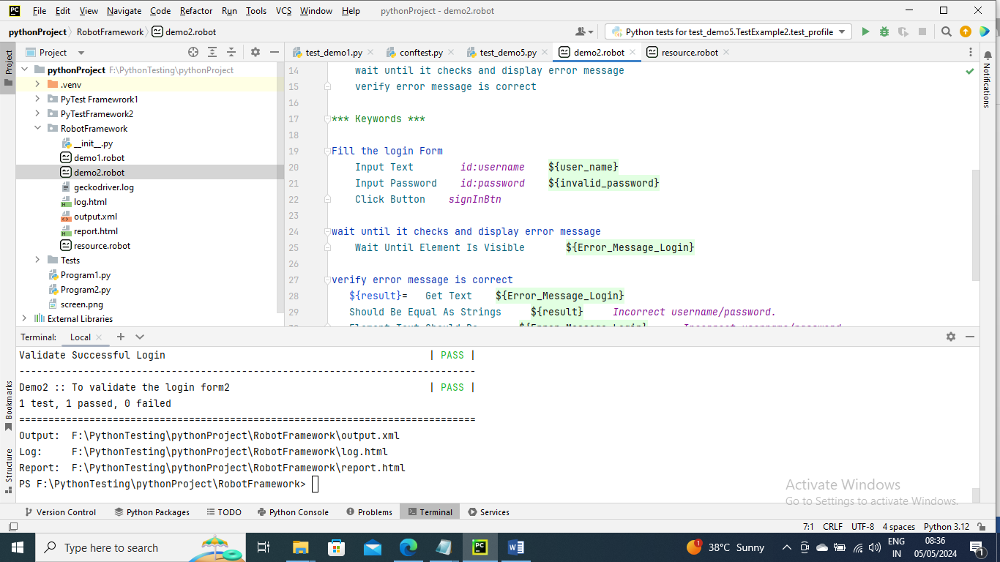 PC File Edit View Navigate Code Refactor Run Tools VCS Window Help pythonProject - demo2.robot
pythonProject RobotFramework demo2.robot Python tests for test_demo5.TestExample2.test_profile
Project
Project
test_demo1.py conftest.py test_demo5.py demo2.robot resource.robot
Notifications
pythonProject F:\PythonTesting\pythonProject
.venv
PyTest Framewrork1
PyTestFramework2
RobotFramework
__init__.py
demo1.robot
demo2.robot
geckodriver.log
log.html
output.xml
report.html
resource.robot
Tests
Program1.py
Program2.py
screen.png
External Libraries
14 wait until it checks and display error message
15 verify error message is correct
16
17 *** Keywords ***
18
19 Fill the login Form
20 Input Text id:username ${user_name}
21 Input Password id:password ${invalid_password}
22 Click Button signInBtn
23
24 wait until it checks and display error message
25 Wait Until Element Is Visible ${Error_Message_Login}
26
27 verify error message is correct
28 ${result}= Get Text ${Error_Message_Login}
29 Should Be Equal As Strings ${result} Incorrect username/password.
Terminal: Local
Validate Successful Login | PASS |
------------------------------------------------------------------------------
Demo2 :: To validate the login form2 | PASS |
1 test, 1 passed, 0 failed
==============================================================================
Output: F:\PythonTesting\pythonProject\RobotFramework\output.xml
Log: F:\PythonTesting\pythonProject\RobotFramework\log.html
Report: F:\PythonTesting\pythonProject\RobotFramework\report.html
PS F:\PythonTesting\pythonProject\RobotFramework>
Bookmarks
Structure
Activate Windows
Go to Settings to activate Windows.
Version Control Python Packages TODO Python Console Problems Terminal Services
7:1 CRLF UTF-8 4 spaces Python 3.12
Type here to search
PC
W
1
38°C Sunny
ENG
IN
08:36
05/05/2024
1